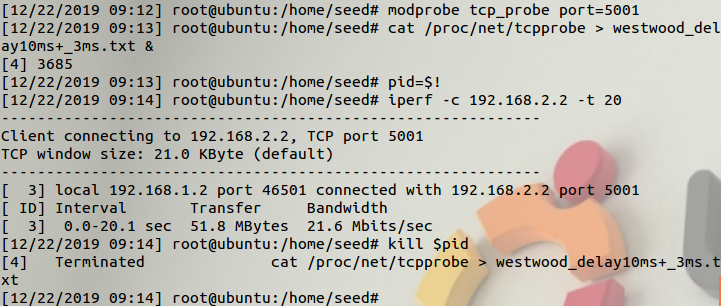 [12/22/2019 09:12] root@ubuntu:/home/seed# modprobe tcp_probe port=5001
[12/22/2019 09:13] root@ubuntu:/home/seed# cat /proc/net/tcpprobe > westwood_del
ay10ms+_3ms.txt &
[4] 3685
[12/22/2019 09:13] root@ubuntu:/home/seed# pid=$!
[12/22/2019 09:14] root@ubuntu:/home/seed# iperf -c 192.168.2.2 -t 20
------------------------------------------------------------
Client connecting to 192.168.2.2, TCP port 5001
TCP window size: 21.0 KByte (default)
------------------------------------------------------------
[  3] local 192.168.1.2 port 46501 connected with 192.168.2.2 port 5001
[ ID] Interval       Transfer     Bandwidth
[  3]  0.0-20.1 sec  51.8 MBytes  21.6 Mbits/sec
[12/22/2019 09:14] root@ubuntu:/home/seed# kill $pid
[4]   Terminated              cat /proc/net/tcpprobe > westwood_delay10ms+_3ms.t
xt
[12/22/2019 09:14] root@ubuntu:/home/seed#